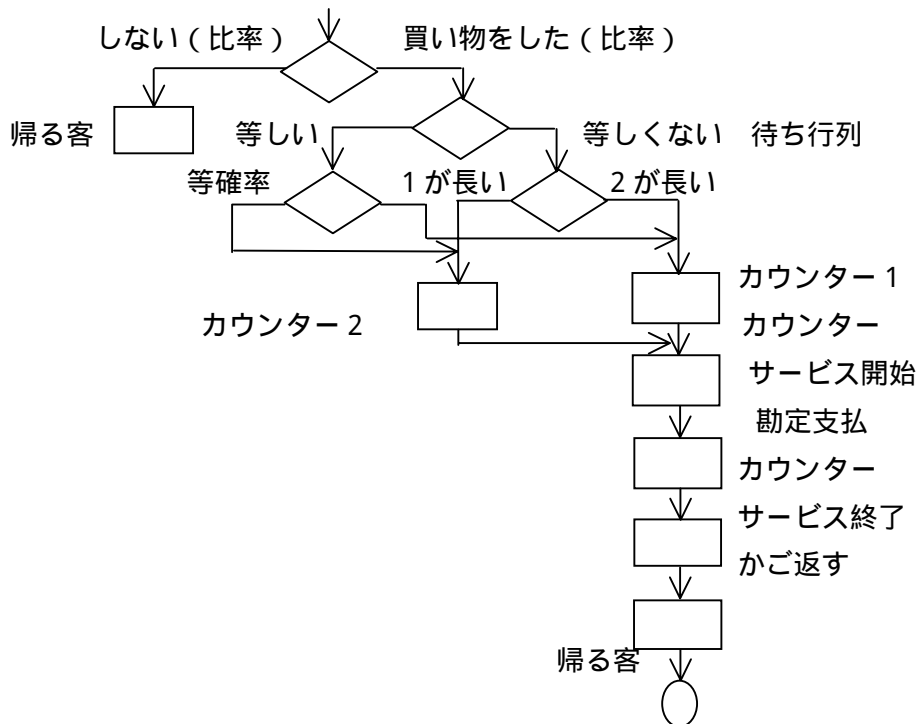 しない（比率） 買い物をした（比率）
帰る客 等しい 等しくない 待ち行列
等確率 1が長い 2が長い
カウンター1
カウンター2 カウンター
サービス開始
勘定支払
カウンター
サービス終了
かご返す
帰る客